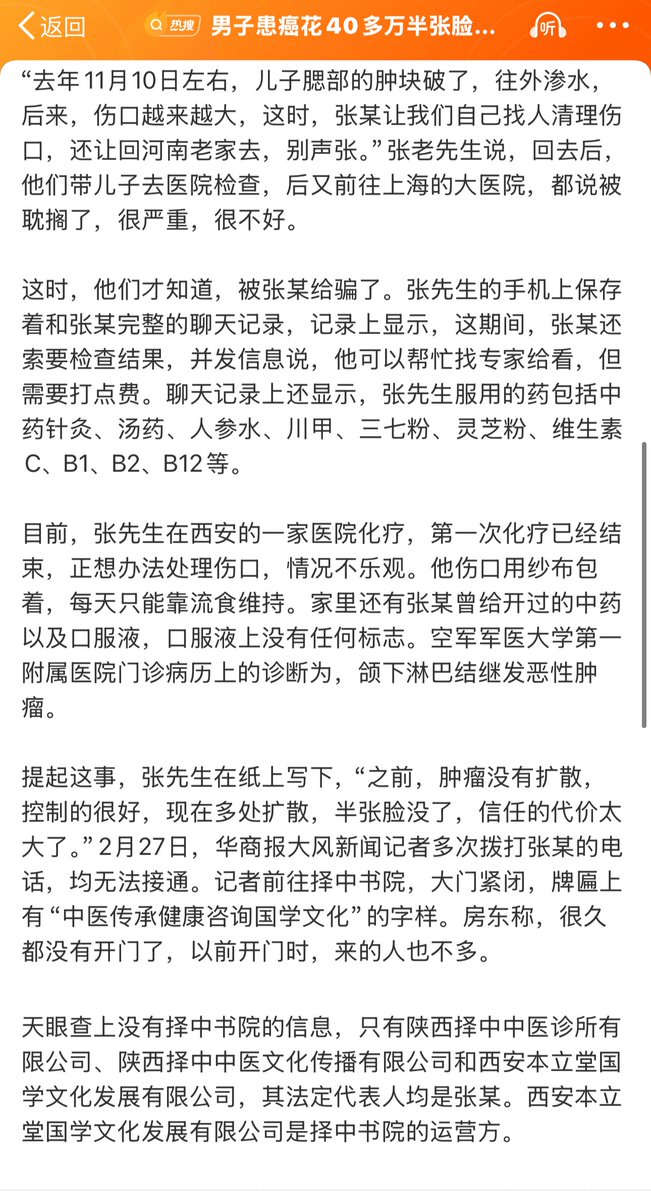 返回
热搜
男子患癌花40多万半张脸...
听
“去年11月10日左右，儿子腮部的肿块破了，往外渗水，
后来，伤口越来越大，这时，张某让我们自己找人清理伤
口，还让回河南老家去，别声张。”张老先生说，回去后，
他们带儿子去医院检查，后又前往上海的大医院，都说被
耽搁了，很严重，很不好。
这时，他们才知道，被张某给骗了。张先生的手机上保存
着和张某完整的聊天记录，记录上显示，这期间，张某还
索要检查结果，并发信息说，他可以帮忙找专家给看，但
需要打点费。聊天记录上还显示，张先生服用的药包括中
药针灸、汤药、人参水、川甲、三七粉、灵芝粉、维生素
C、B1、B2、B12等。
目前，张先生在西安的一家医院化疗，第一次化疗已经结
束，正想办法处理伤口，情况不乐观。他伤口用纱布包
着，每天只能靠流食维持。家里还有张某曾给开过的中药
以及口服液，口服液上没有任何标志。空军军医大学第一
附属医院门诊病历上的诊断为，颌下淋巴结继发恶性肿
瘤。
提起这事，张先生在纸上写下，“之前，肿瘤没有扩散，
控制的很好，现在多处扩散，半张脸没了，信任的代价太
大了。”2月27日，华商报大风新闻记者多次拨打张某的电
话，均无法接通。记者前往择中书院，大门紧闭，牌匾上
有“中医传承健康咨询国学文化”的字样。房东称，很久
都没有开门了，以前开门时，来的人也不多。
天眼查上没有择中书院的信息，只有陕西择中中医诊所有
限公司、陕西择中中医文化传播有限公司和西安本立堂国
学文化发展有限公司，其法定代表人均是张某。西安本立
堂国学文化发展有限公司是择中书院的运营方。